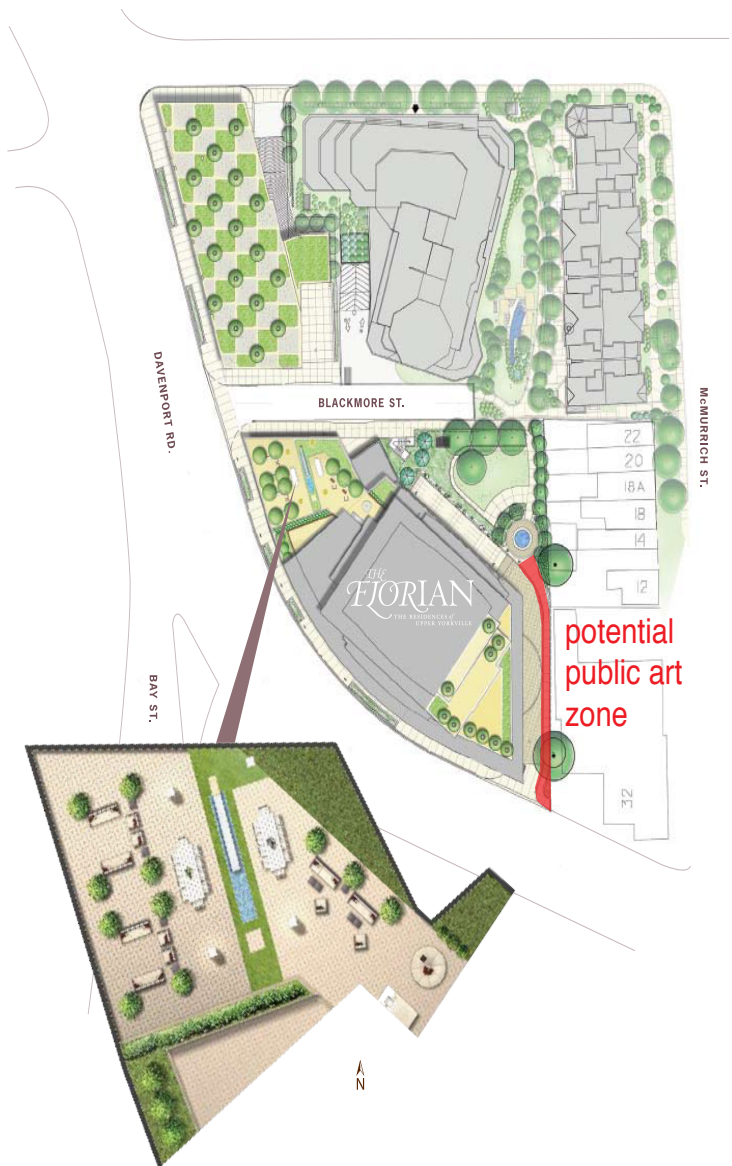 DAVENPORT RD.
BLACKMORE ST.
McMURRICH ST.
22
20
18A
18
14
12
THE
FLORIAN
THE RESIDENCES of
UPPER YORKVILLE
potential
public art
zone
BAY ST.
32
N